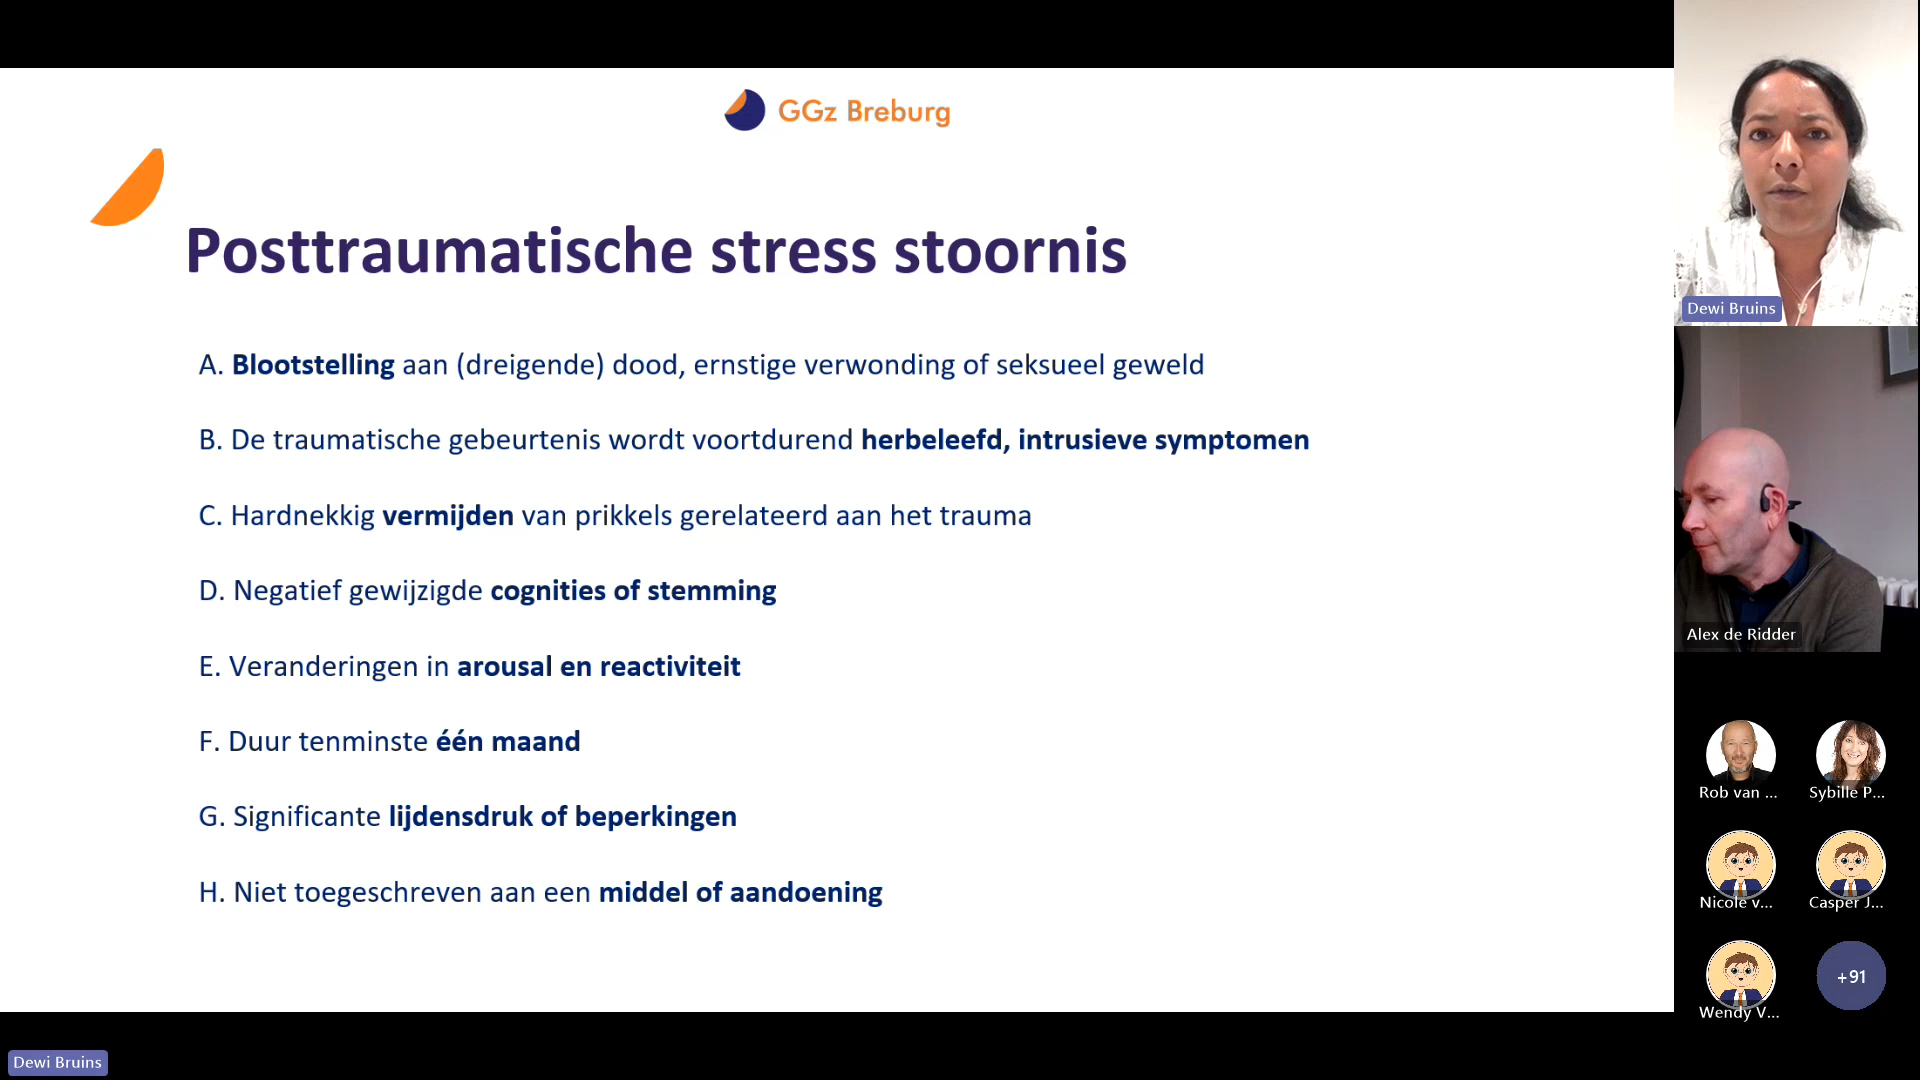 GGz Breburg
Posttraumatische stress stoornis
A. Blootstelling aan (dreigende) dood, ernstige verwonding of seksueel geweld
B. De traumatische gebeurtenis wordt voortdurend herbeleefd, intrusieve symptomen
C. Hardnekkig vermijden van prikkels gerelateerd aan het trauma
D. Negatief gewijzigde cognities of stemming
E. Veranderingen in arousal en reactiviteit
F. Duur tenminste één maand
G. Significante lijdensdruk of beperkingen
H. Niet toegeschreven aan een middel of aandoening
Dewi Bruins
Alex de Ridder
Rob van ...
Sybille P...
Nicole v...
Casper J...
Wendy V...
+91
Dewi Bruins